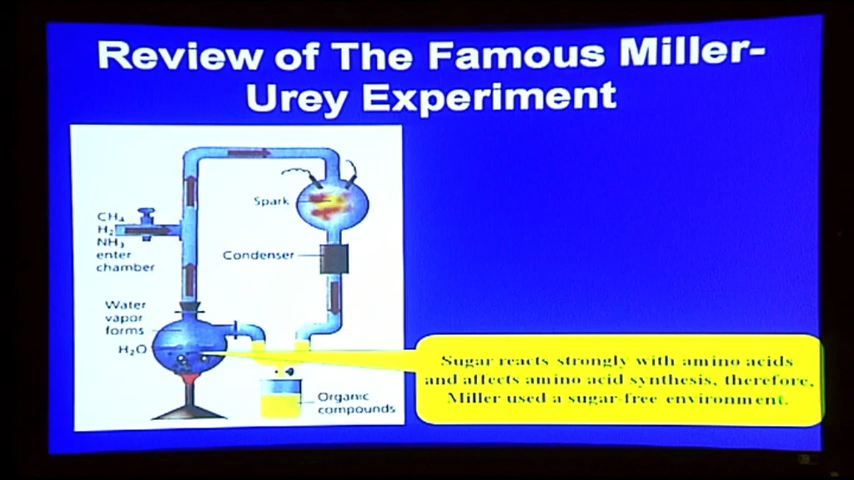 Review of The Famous Miller-
Urey Experiment
Spark
CH₄
H₂
NH₃
enter
chamber
Condenser
Water
vapor
forms
H₂O
Organic
compounds
Sugar reacts strongly with amino acids
and affects amino acid synthesis, therefore,
Miller used a sugar-free environment.